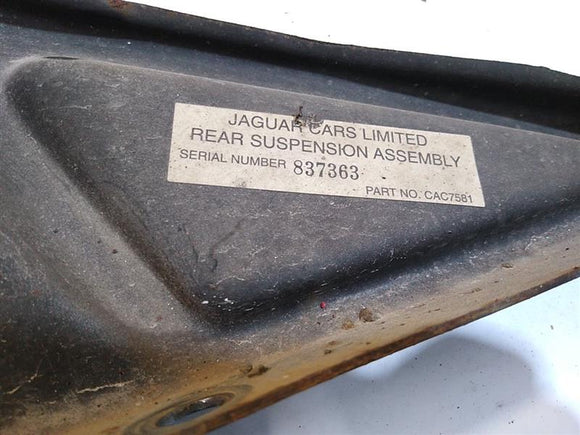 JAGUAR CARS LIMITED
REAR SUSPENSION ASSEMBLY
SERIAL NUMBER 837363
PART NO. CAC7581